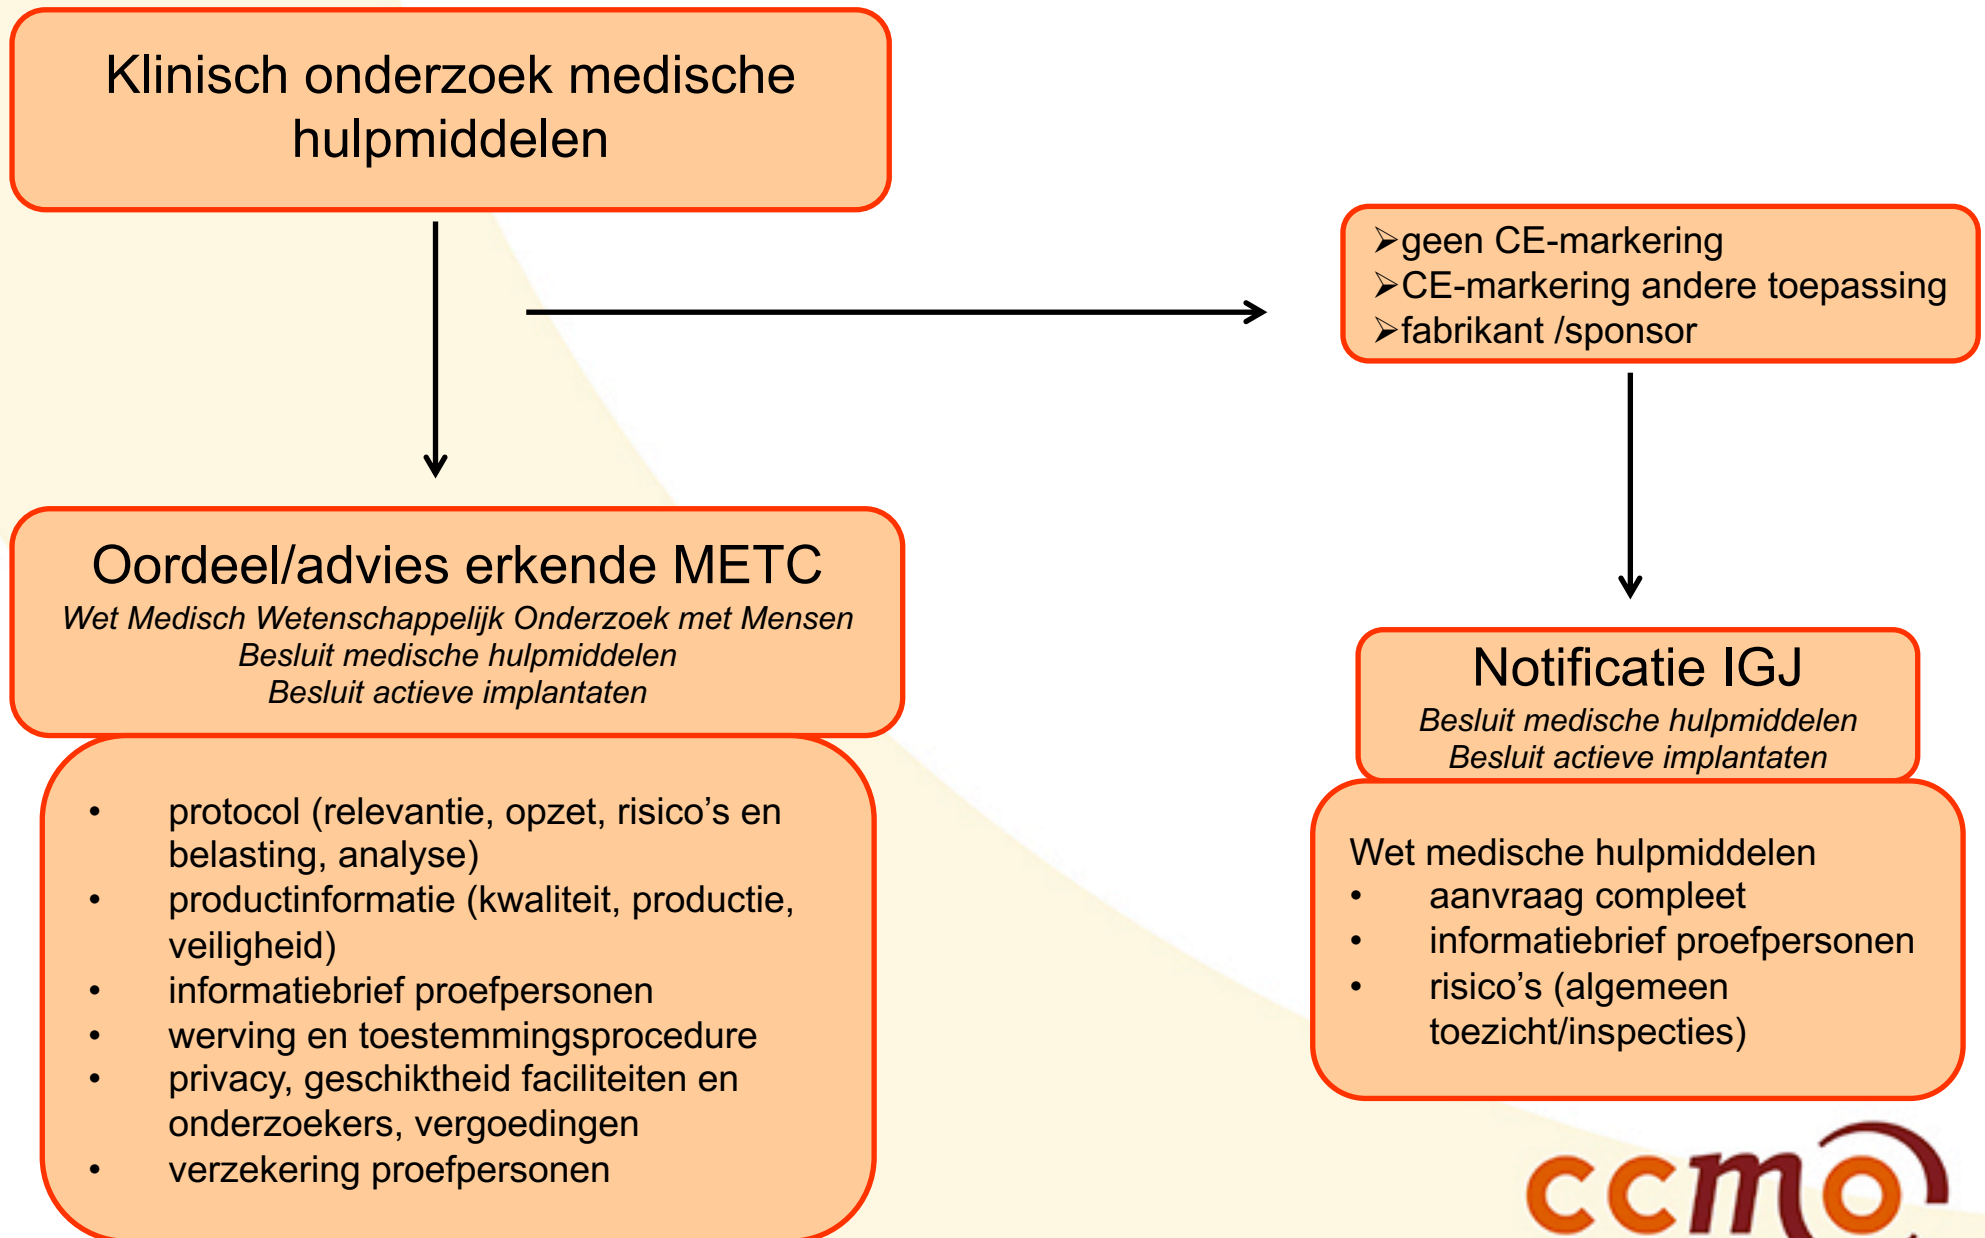 Klinisch onderzoek medische
hulpmiddelen
➢geen CE-markering
➢CE-markering andere toepassing
➢fabrikant /sponsor
Oordeel/advies erkende METC
Wet Medisch Wetenschappelijk Onderzoek met Mensen
Besluit medische hulpmiddelen
Besluit actieve implantaten
• protocol (relevantie, opzet, risico’s en
belasting, analyse)
• productinformatie (kwaliteit, productie,
veiligheid)
• informatiebrief proefpersonen
• werving en toestemmingsprocedure
• privacy, geschiktheid faciliteiten en
onderzoekers, vergoedingen
• verzekering proefpersonen
Notificatie IGJ
Besluit medische hulpmiddelen
Besluit actieve implantaten
Wet medische hulpmiddelen
• aanvraag compleet
• informatiebrief proefpersonen
• risico’s (algemeen
toezicht/inspecties)
ccmo